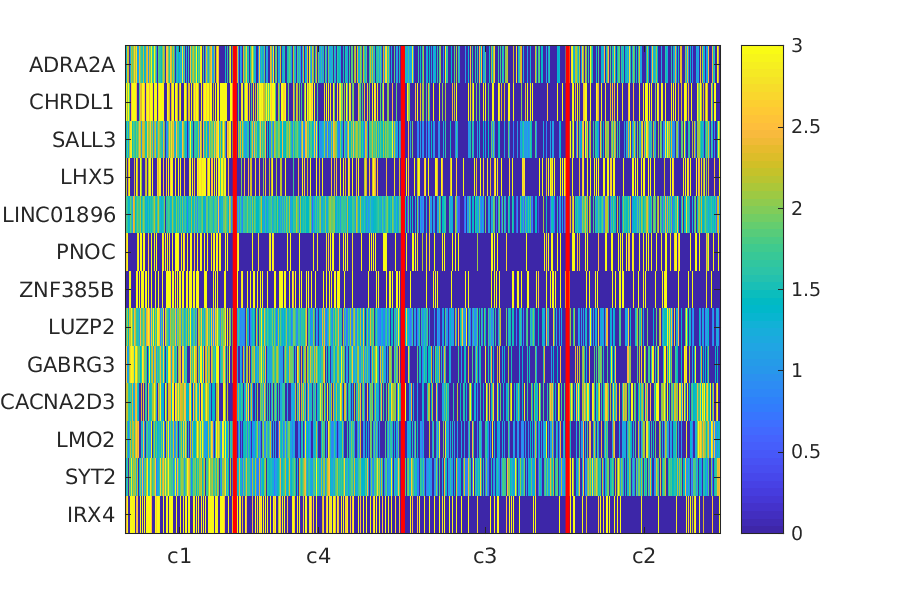 ADRA2A
CHRDL1
SALL3
LHX5
LINC01896
PNOC
ZNF385B
LUZP2
GABRG3
CACNA2D3
LMO2
SYT2
IRX4
c1 c4 c3 c2
3
2.5
2
1.5
1
0.5
0